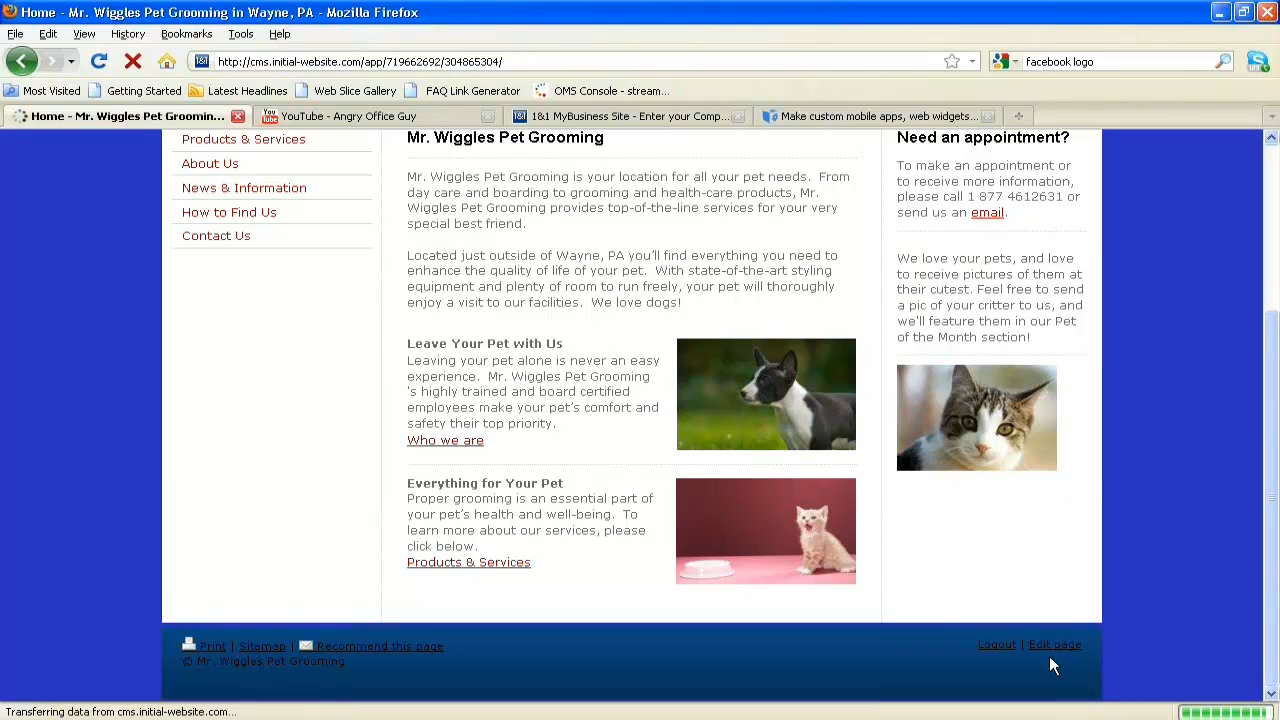 Home - Mr. Wiggles Pet Grooming in Wayne, PA - Mozilla Firefox
File Edit View History Bookmarks Tools Help
http://cms.initial-website.com/app/719662692/304865304/
facebook logo
Most Visited Getting Started Latest Headlines Web Slice Gallery FAQ Link Generator OMS Console - stream...
Home - Mr. Wiggles Pet Groomin... YouTube - Angry Office Guy 1&1 MyBusiness Site - Enter your Comp... Make custom mobile apps, web widgets...
Products & Services
About Us
News & Information
How to Find Us
Contact Us
Mr. Wiggles Pet Grooming
Mr. Wiggles Pet Grooming is your location for all your pet needs. From
day care and boarding to grooming and health-care products, Mr.
Wiggles Pet Grooming provides top-of-the-line services for your very
special best friend.
Located just outside of Wayne, PA you'll find everything you need to
enhance the quality of life of your pet. With state-of-the-art styling
equipment and plenty of room to run freely, your pet will thoroughly
enjoy a visit to our facilities. We love dogs!
Leave Your Pet with Us
Leaving your pet alone is never an easy
experience. Mr. Wiggles Pet Grooming
's highly trained and board certified
employees make your pet's comfort and
safety their top priority.
Who we are
Everything for Your Pet
Proper grooming is an essential part of
your pet's health and well-being. To
learn more about our services, please
click below.
Products & Services
Need an appointment?
To make an appointment or
to receive more information,
please call 1 877 4612631 or
send us an email.
We love your pets, and love
to receive pictures of them at
their cutest. Feel free to send
a pic of your critter to us, and
we'll feature them in our Pet
of the Month section!
Print | Sitemap | Recommend this page
© Mr. Wiggles Pet Grooming
Logout | Edit page
Transferring data from cms.initial-website.com...